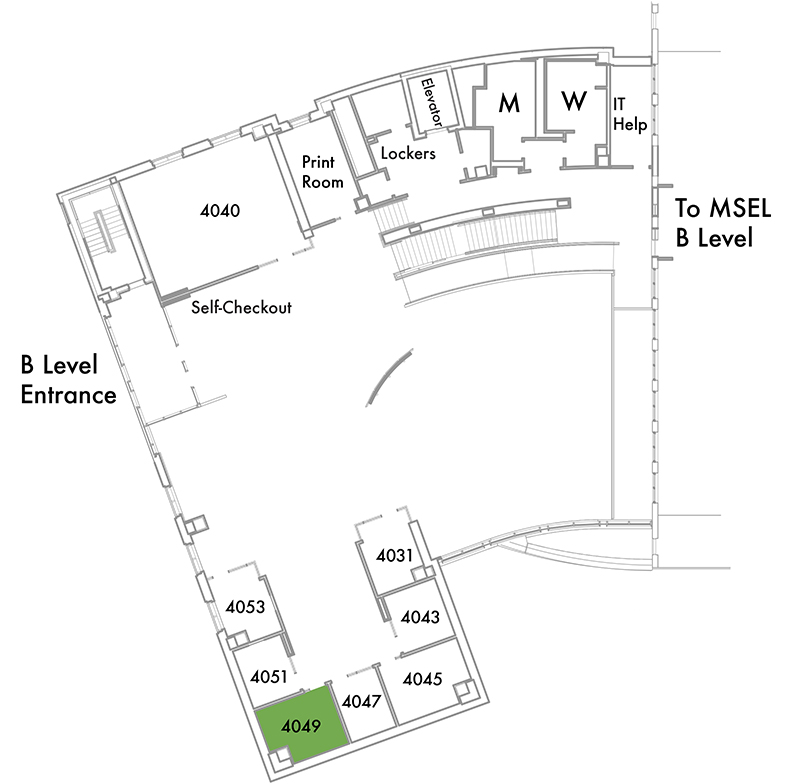 Elevator
M
W
IT
Help
Lockers
Print
Room
4040
To MSEL
B Level
Self-Checkout
B Level
Entrance
4031
4053
4043
4051
4045
4047
4049